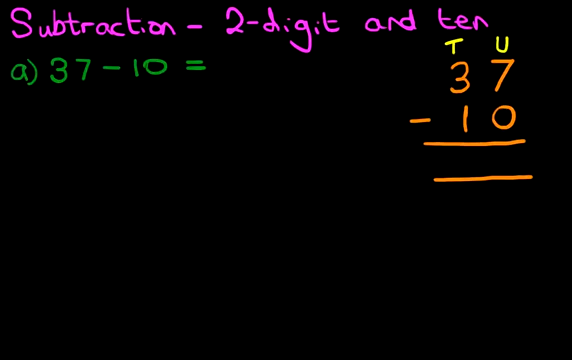 Subtraction - 2-digit and ten
a) 37 - 10 =
T U
3 7
- 1 0